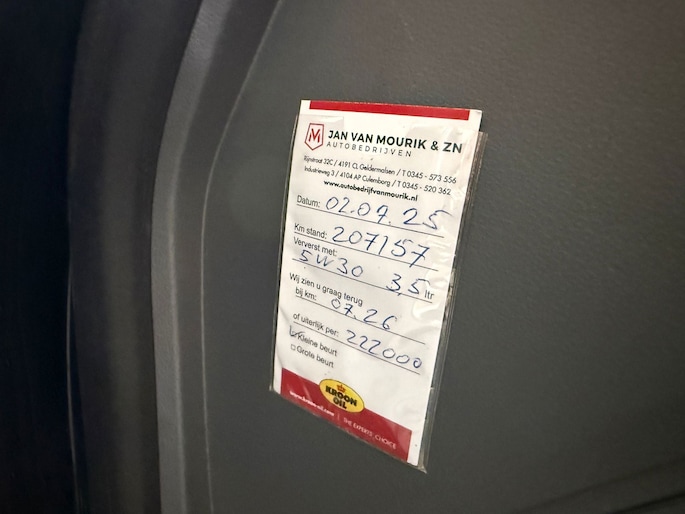 JAN VAN MOURIK & ZN
AUTOBEDRIJVEN
Rijnstraat 32C / 4191 CL Geldermalsen / T 0345 - 573 556
Industrieweg 3 / 4104 AP Culemborg / T 0345 - 520 362
www.autobedrijfvanmourik.nl
Datum: 02.07.25
Km stand: 207157
Ververst met:
5W30 3,5 ltr
Wij zien u graag terug
bij km: 07.26
of uiterlijk per: 222000
Kleine beurt
Grote beurt
KROON
OIL
THE EXPERTS' CHOICE